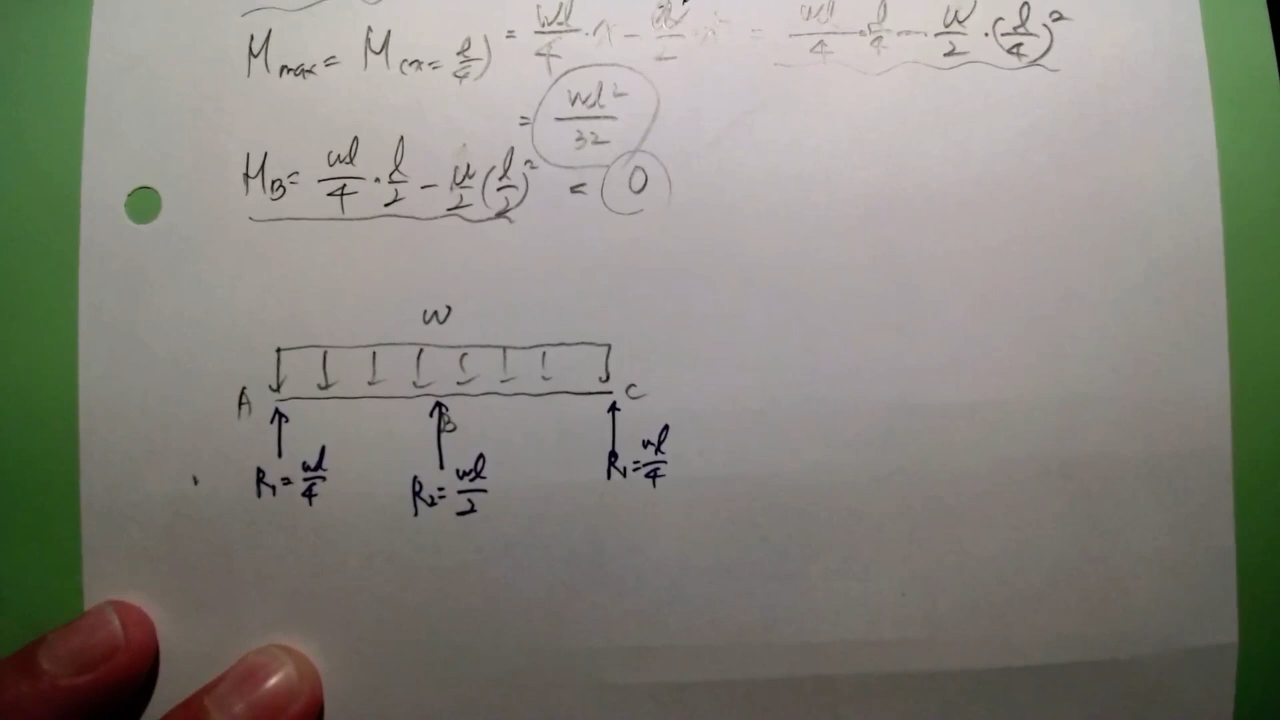 Mmax = M(x = l/4) = wl/4 · x − w/2 · x² = wl/4 · l/4 − w/2 · (l/4)²
= wl²/32
MB = wl/4 · l/2 − w/2 (l/2)² = 0
w
A C
B
R1 = wl/4 R2 = wl/2 R1 = wl/4